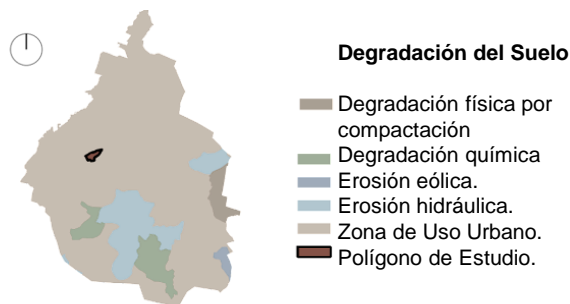 Degradación del Suelo
Degradación física por
compactación
Degradación química
Erosión eólica.
Erosión hidráulica.
Zona de Uso Urbano.
Polígono de Estudio.